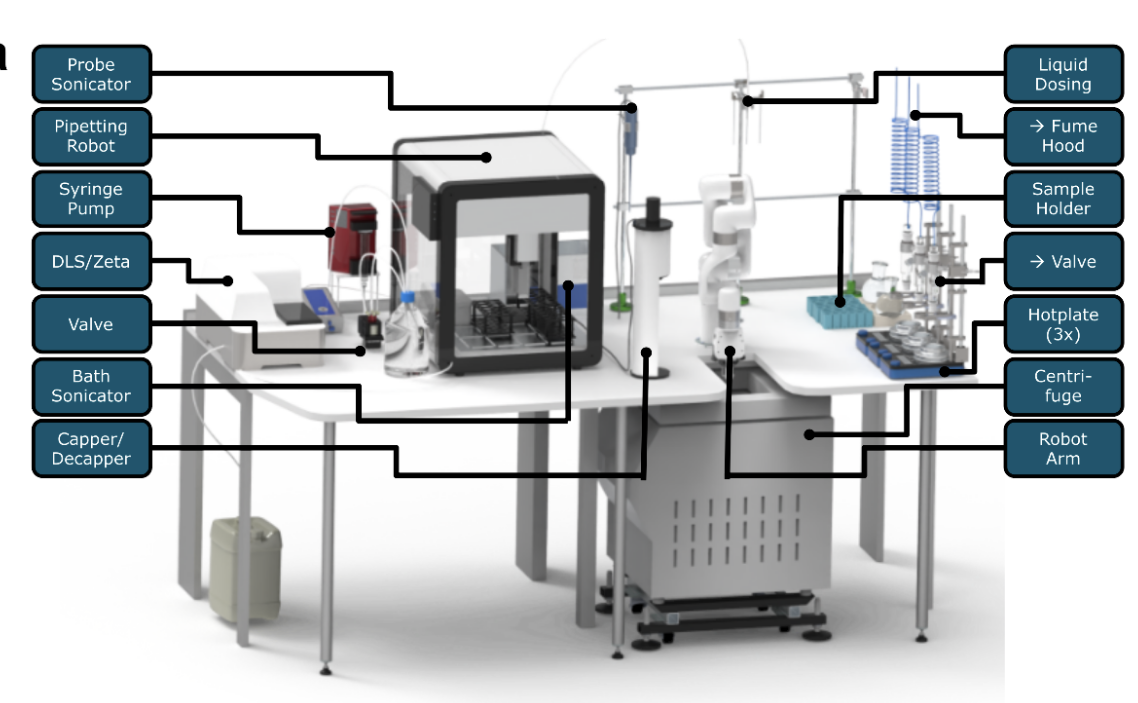 a
Probe
Sonicator
Pipetting
Robot
Syringe
Pump
DLS/Zeta
Valve
Bath
Sonicator
Capper/
Decapper
Liquid
Dosing
→ Fume
Hood
Sample
Holder
→ Valve
Hotplate
(3x)
Centri-
fuge
Robot
Arm